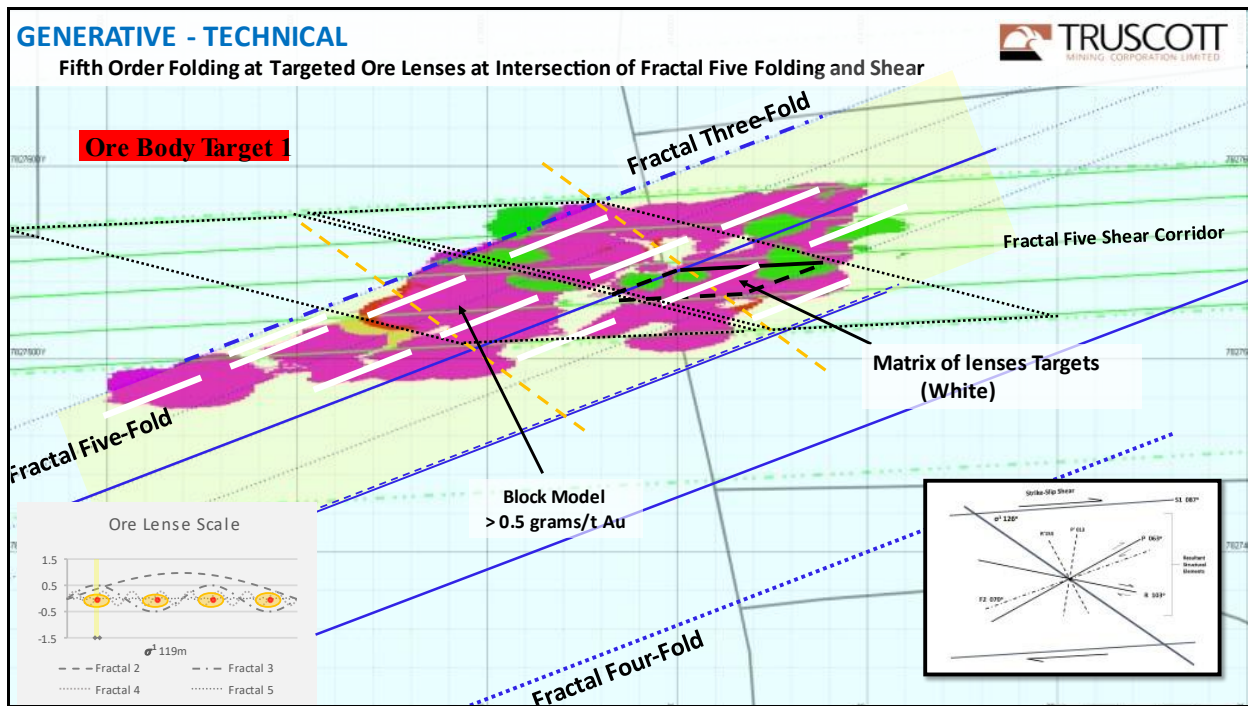 GENERATIVE - TECHNICAL
Fifth Order Folding at Targeted Ore Lenses at Intersection of Fractal Five Folding and Shear
TRUSCOTT
MINING CORPORATION LIMITED
Ore Body Target 1
Fractal Three-Fold
Fractal Five Shear Corridor
Matrix of lenses Targets
(White)
Fractal Five-Fold
Block Model
> 0.5 grams/t Au
Fractal Four-Fold
Ore Lense Scale
1.5
0.5
-0.5
-1.5
σ¹ 119m
Fractal 2
Fractal 3
Fractal 4
Fractal 5
Strike-Slip Shear
S1 087°
σ¹ 126°
P' 013
P 063°
Resultant
Structural
Elements
F2 070°
R 103°